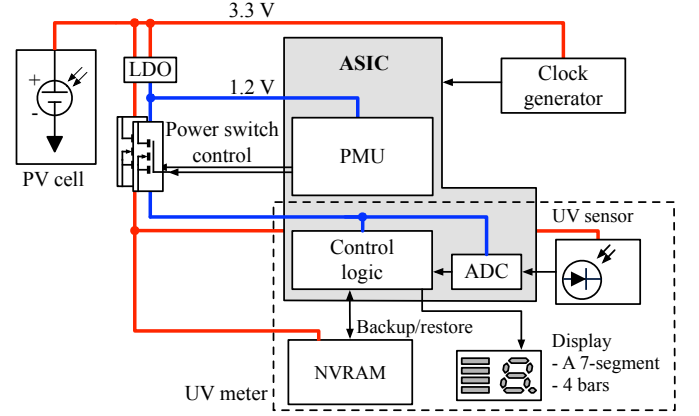 3.3 V
LDO
ASIC
Clock
generator
+
-
1.2 V
Power switch
control
PMU
PV cell
UV sensor
Control
logic
ADC
Backup/restore
Display
- A 7-segment
- 4 bars
NVRAM
UV meter